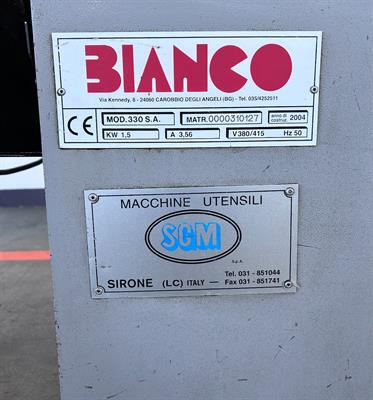 BIANCO
Via Kennedy, 8 - 24060 CAROBBIO DEGLI ANGELI (BG) - Tel. 035/4252511
CE MOD. 330 S.A. MATR. 0000310127 anno di costruz. 2004
KW 1,5 A 3,56 V 380/415 Hz 50
MACCHINE UTENSILI
SGM
S.p.A.
Tel. 031 - 851044
SIRONE (LC) ITALY — Fax 031 - 851741